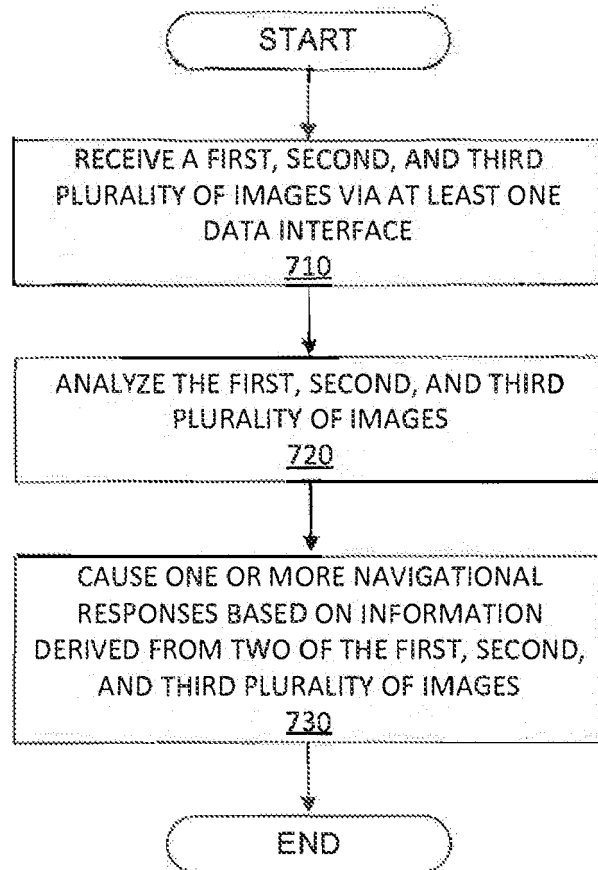 START
RECEIVE A FIRST, SECOND, AND THIRD
PLURALITY OF IMAGES VIA AT LEAST ONE
DATA INTERFACE
710
ANALYZE THE FIRST, SECOND, AND THIRD
PLURALITY OF IMAGES
720
CAUSE ONE OR MORE NAVIGATIONAL
RESPONSES BASED ON INFORMATION
DERIVED FROM TWO OF THE FIRST, SECOND,
AND THIRD PLURALITY OF IMAGES
730
END